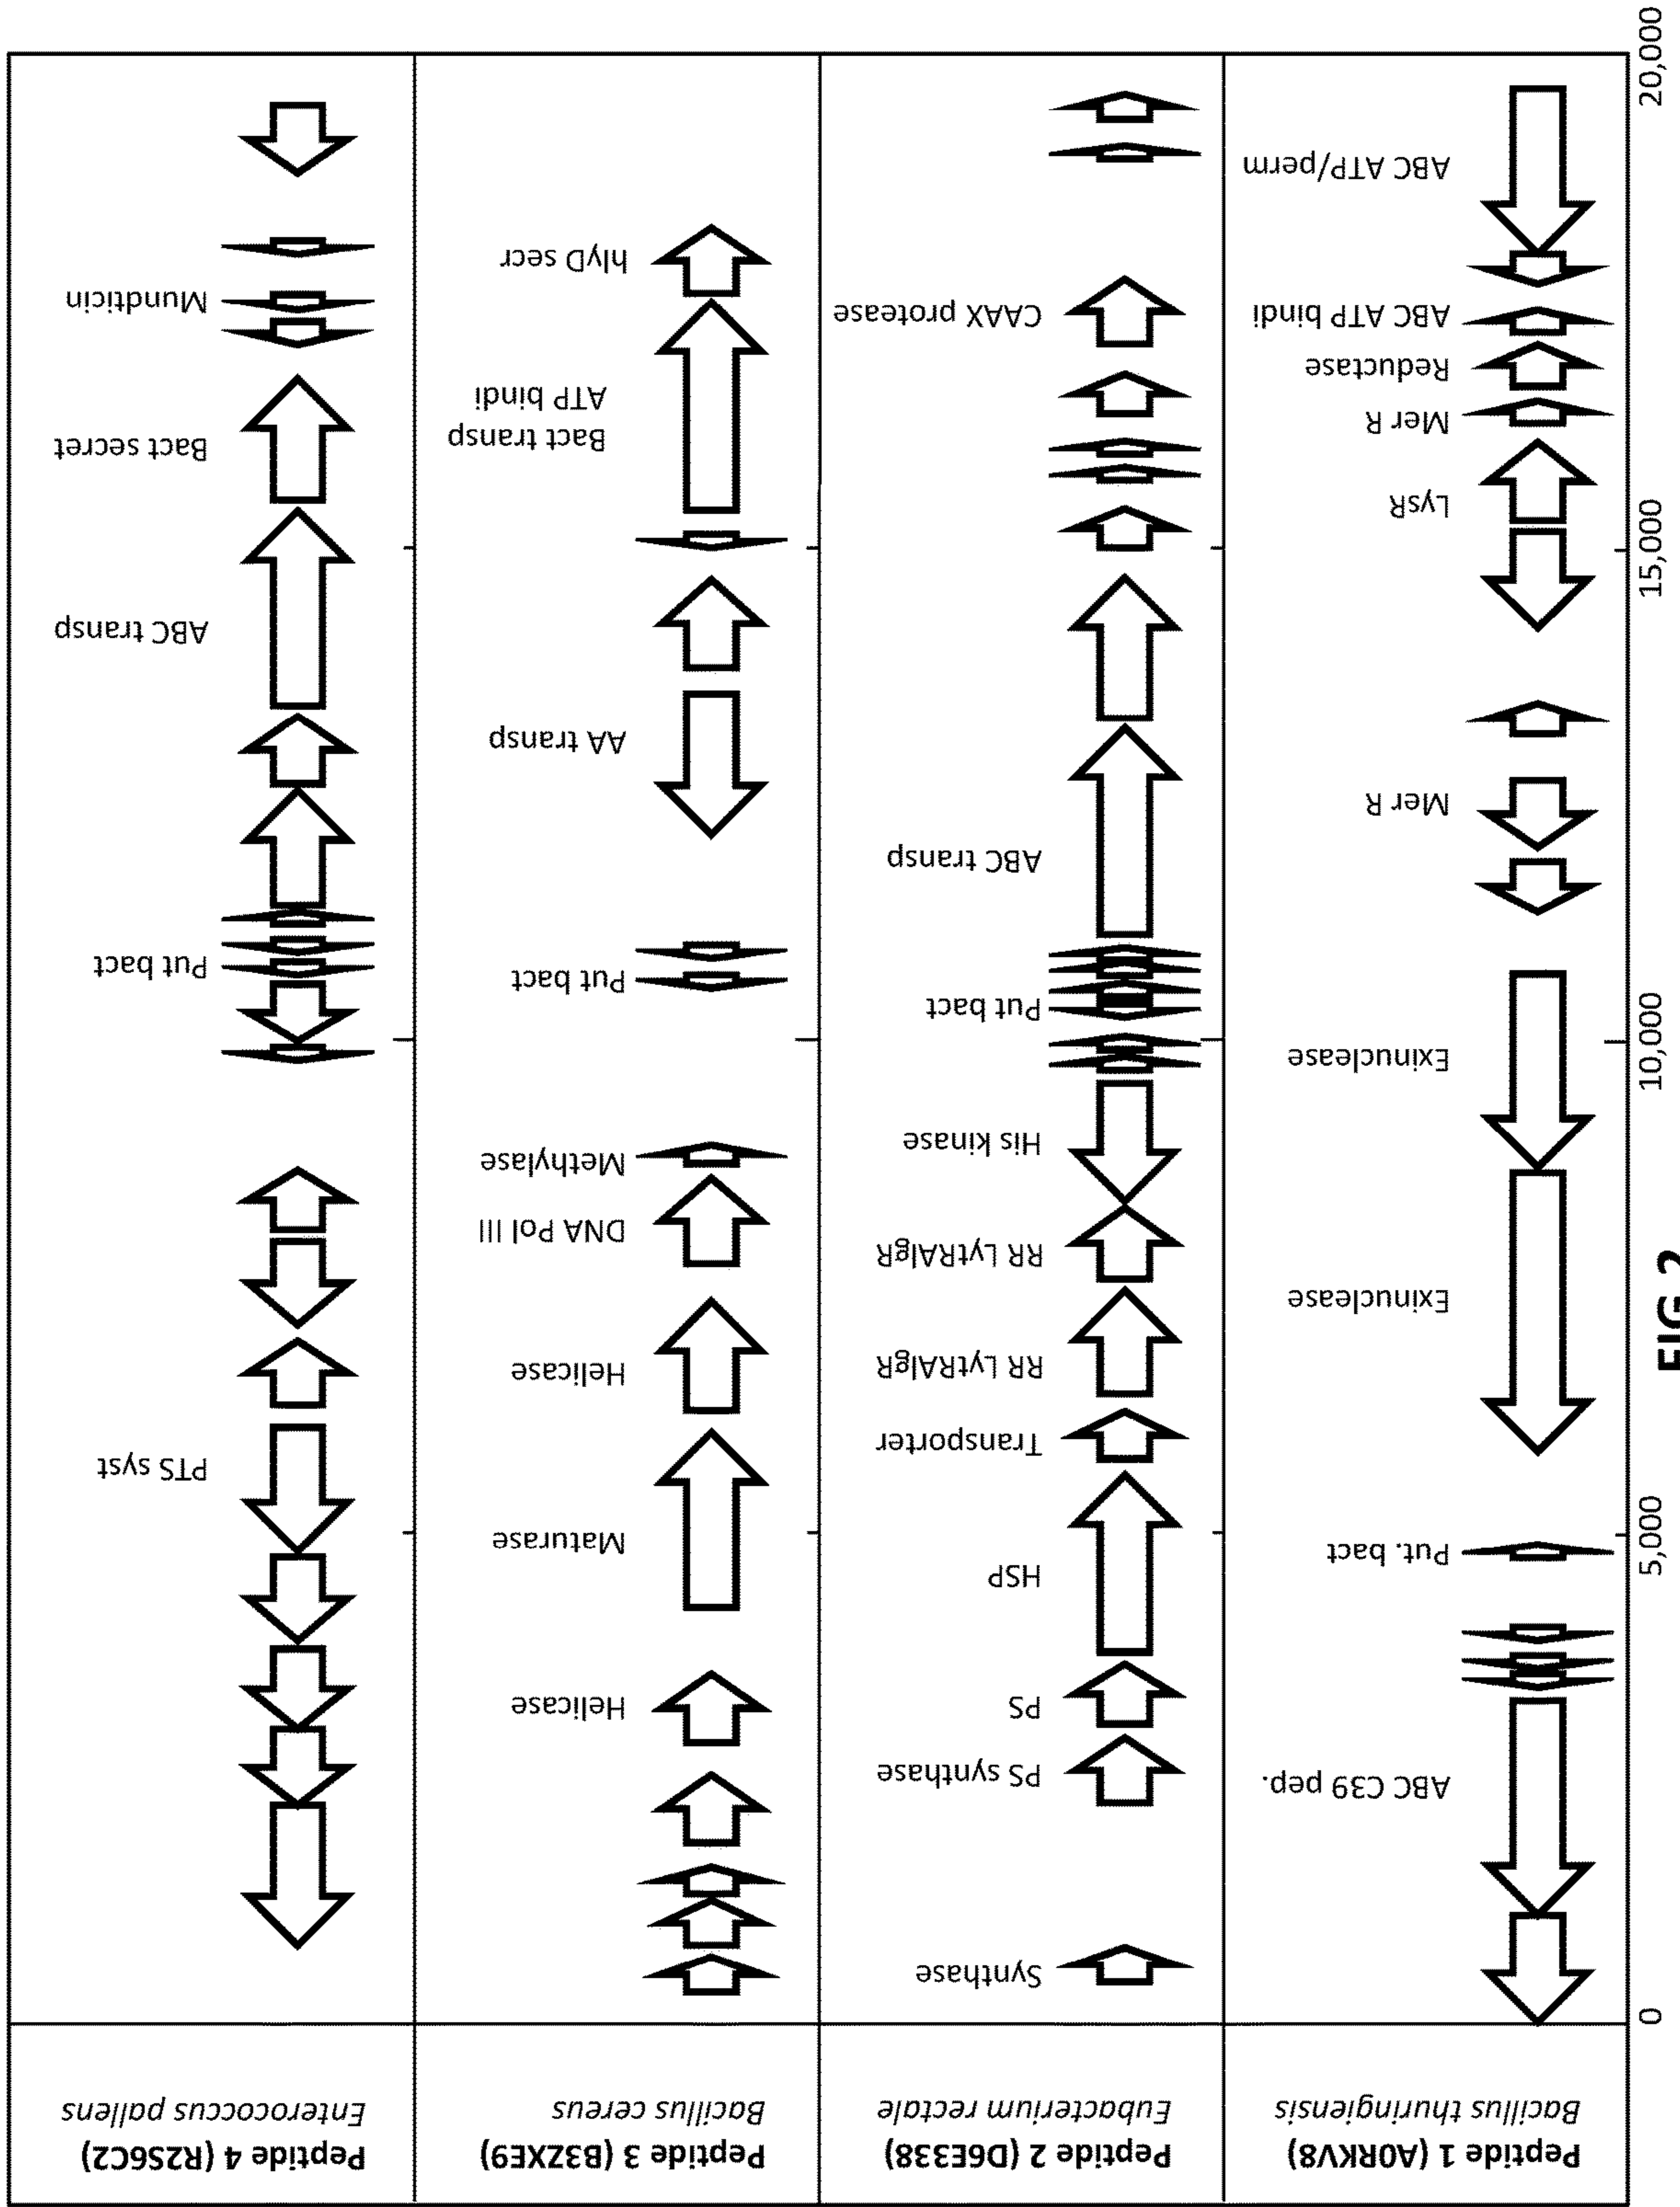 Peptide 1 (A0RKV8)
Bacillus thuringiensis
ABC C39 pep.
Put. bact
Exinuclease
Exinuclease
Mer R
LysR
Mer R
Reductase
ABC ATP bindi
ABC ATP/perm
Peptide 2 (D6E338)
Eubacterium rectale
Synthase
PS synthase
PS
HSP
Transporter
RR LytRAlgR
RR LytRAlgR
His kinase
Put bact
ABC transp
CAAX protease
Peptide 3 (B3ZXE9)
Bacillus cereus
Helicase
Maturase
Helicase
DNA Pol III
Methylase
Put bact
AA transp
Bact transp
ATP bindi
hlyD secr
Peptide 4 (R2S6C2)
Enterococcus pallens
PTS syst
Put bact
ABC transp
Bact secret
Mundticin
0
5,000
10,000
15,000
20,000
FIG 2